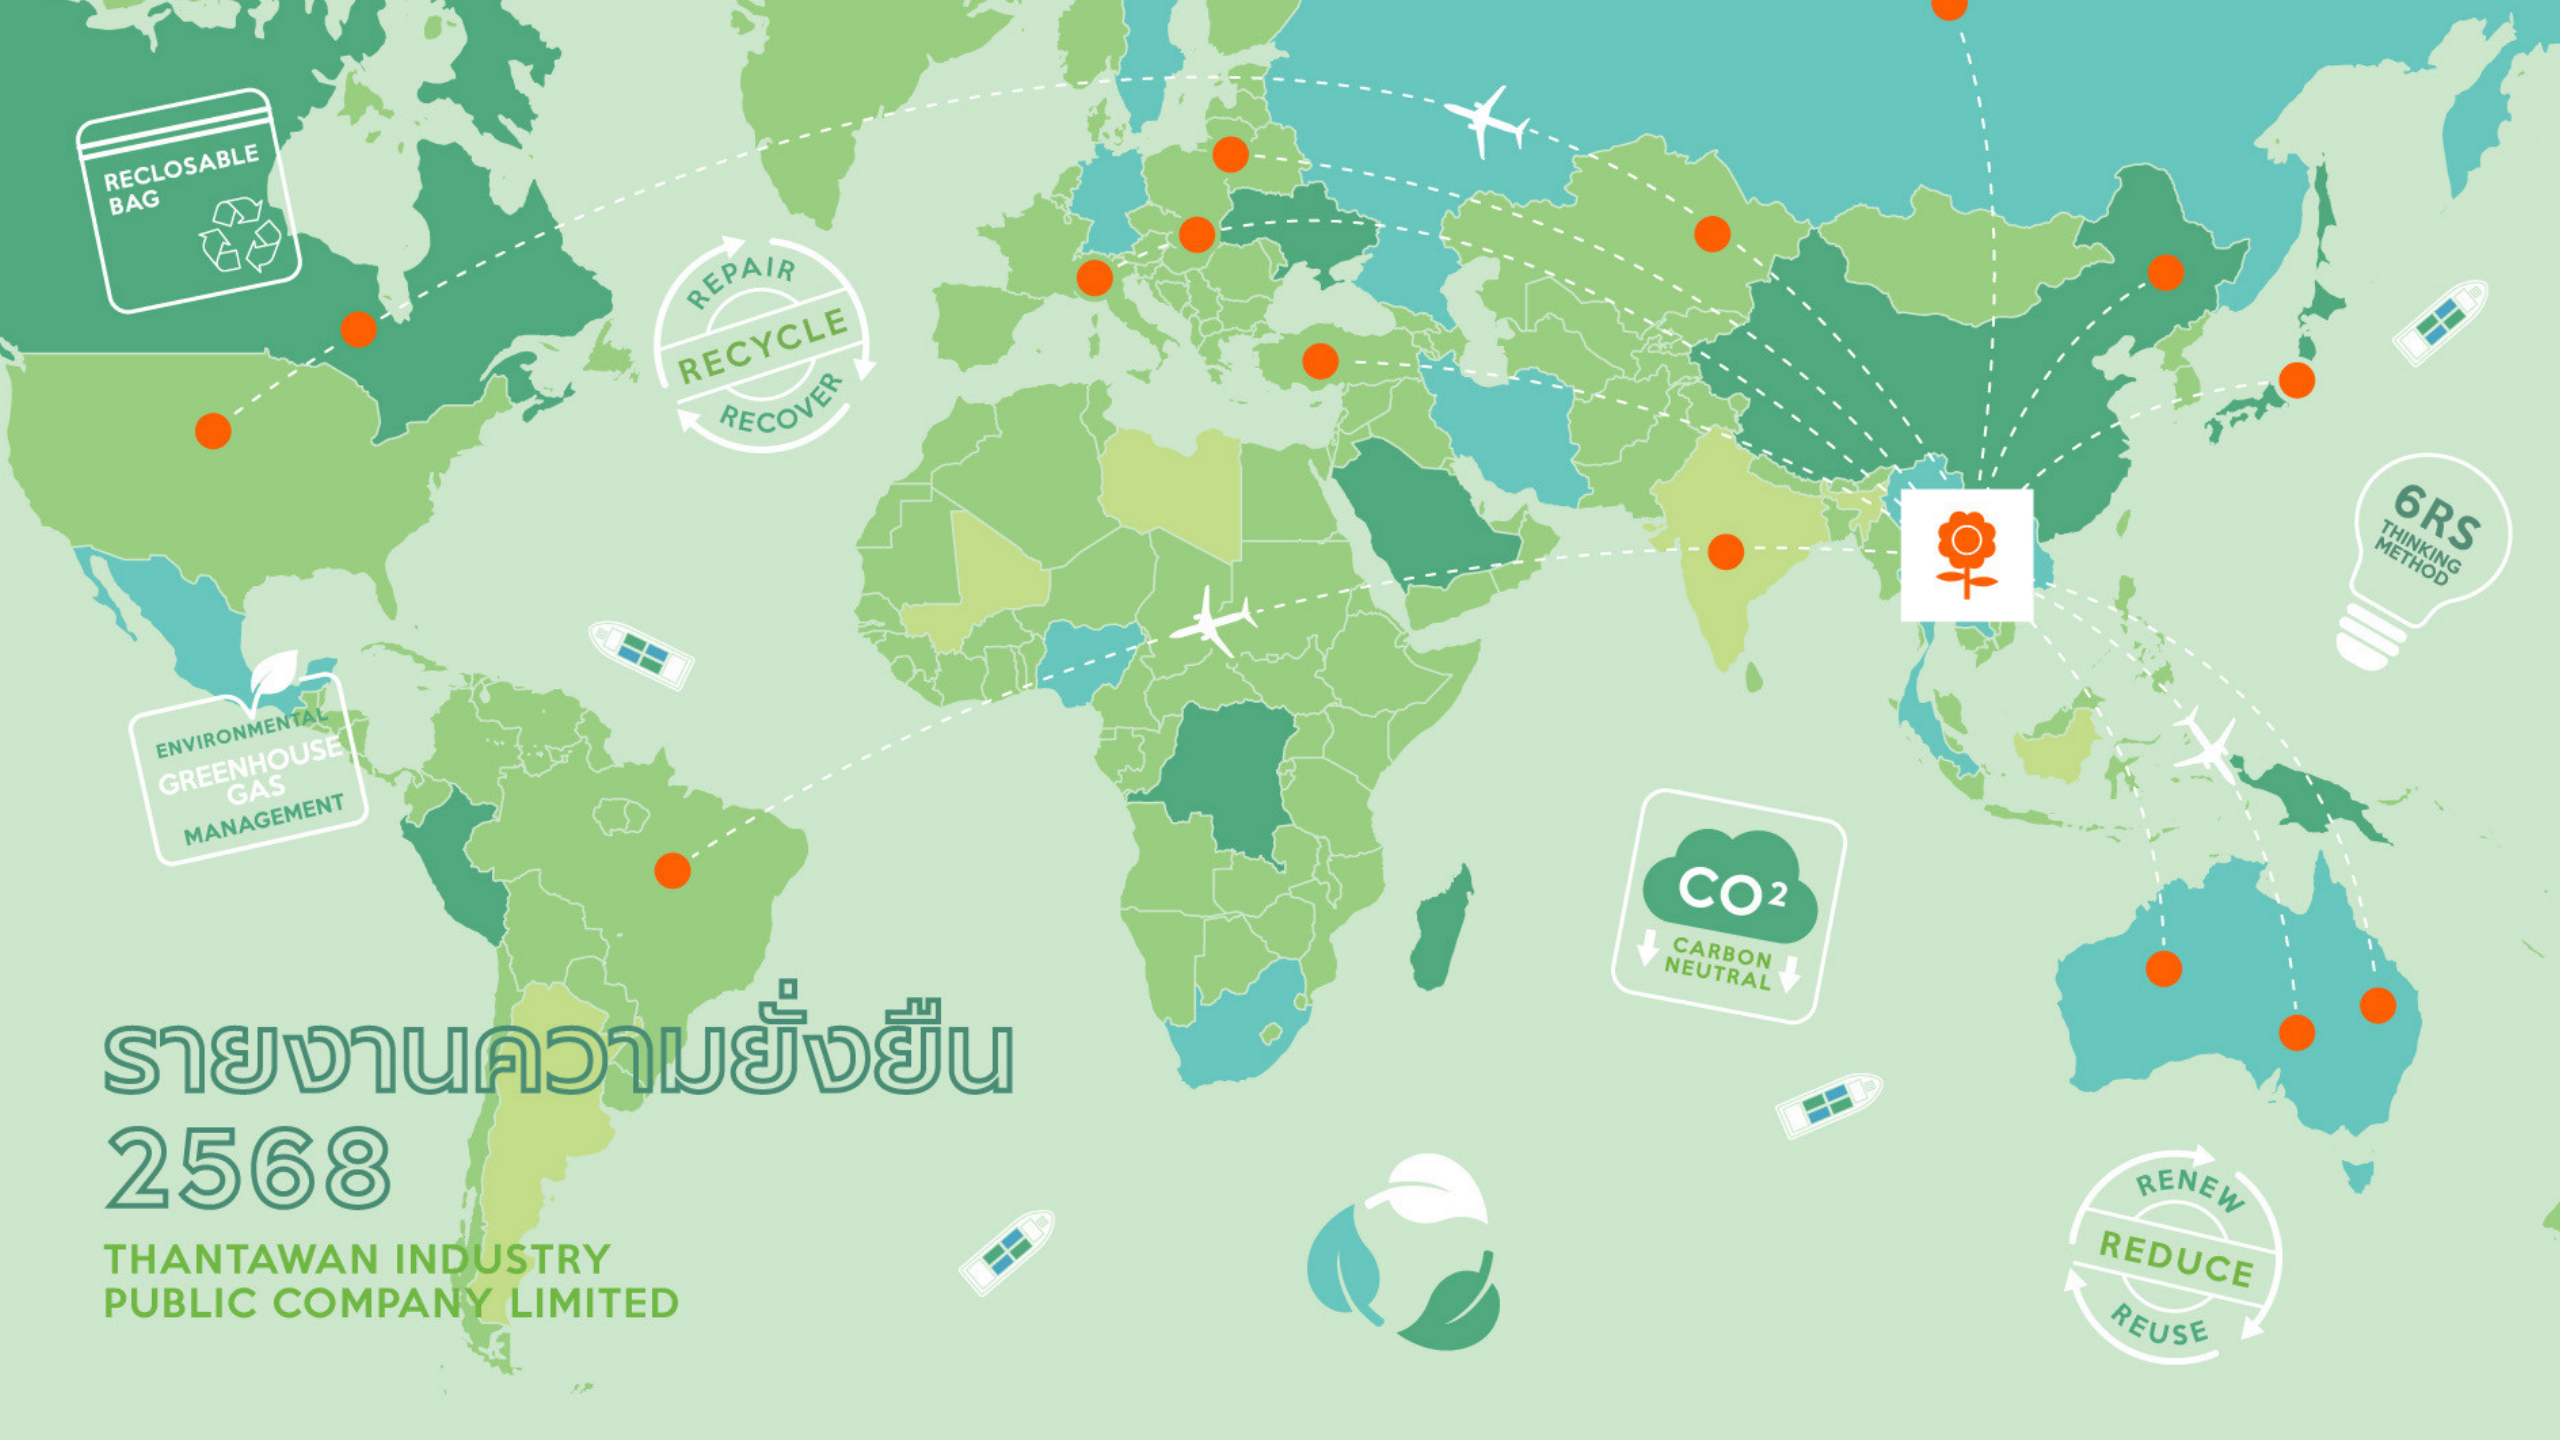 RECLOSABLE
BAG
REPAIR
RECYCLE
RECOVER
6RS
THINKING
METHOD
ENVIRONMENTAL
GREENHOUSE
GAS
MANAGEMENT
CO2
CARBON
NEUTRAL
รายงานความยั่งยืน
2568
THANTAWAN INDUSTRY
PUBLIC COMPANY LIMITED
RENEW
REDUCE
REUSE